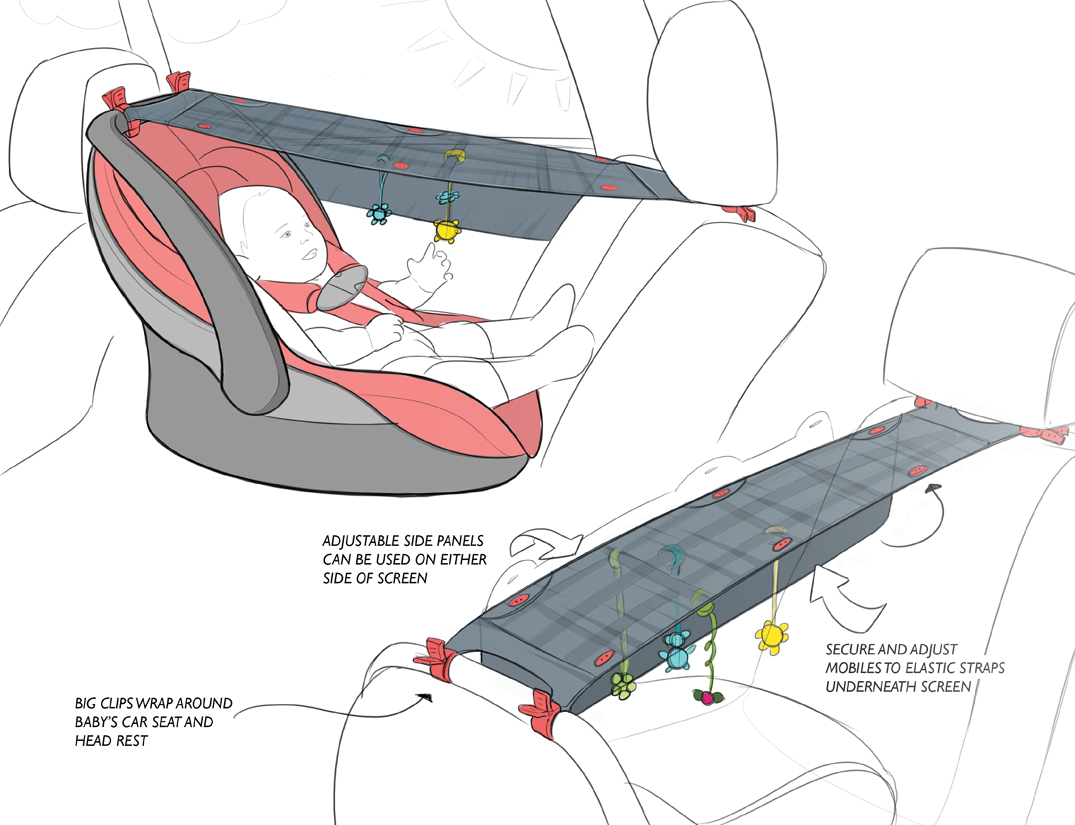 ADJUSTABLE SIDE PANELS
CAN BE USED ON EITHER
SIDE OF SCREEN
SECURE AND ADJUST
MOBILES TO ELASTIC STRAPS
UNDERNEATH SCREEN
BIG CLIPS WRAP AROUND
BABY'S CAR SEAT AND
HEAD REST